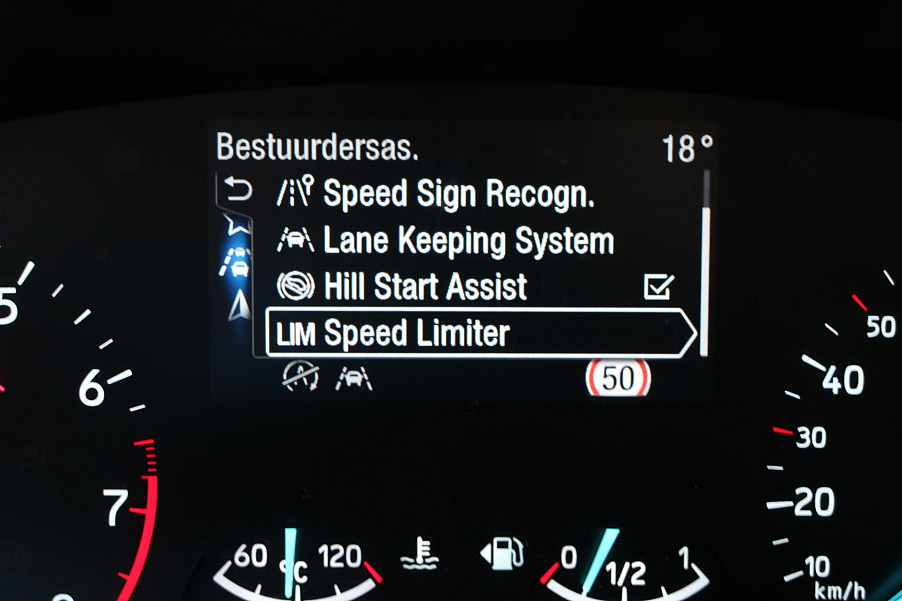 Bestuurdersas. 18°
Speed Sign Recogn.
Lane Keeping System
Hill Start Assist
LIM Speed Limiter
A
50
5
6
7
50
40
30
20
10
km/h
60 °C 120
0 1/2 1